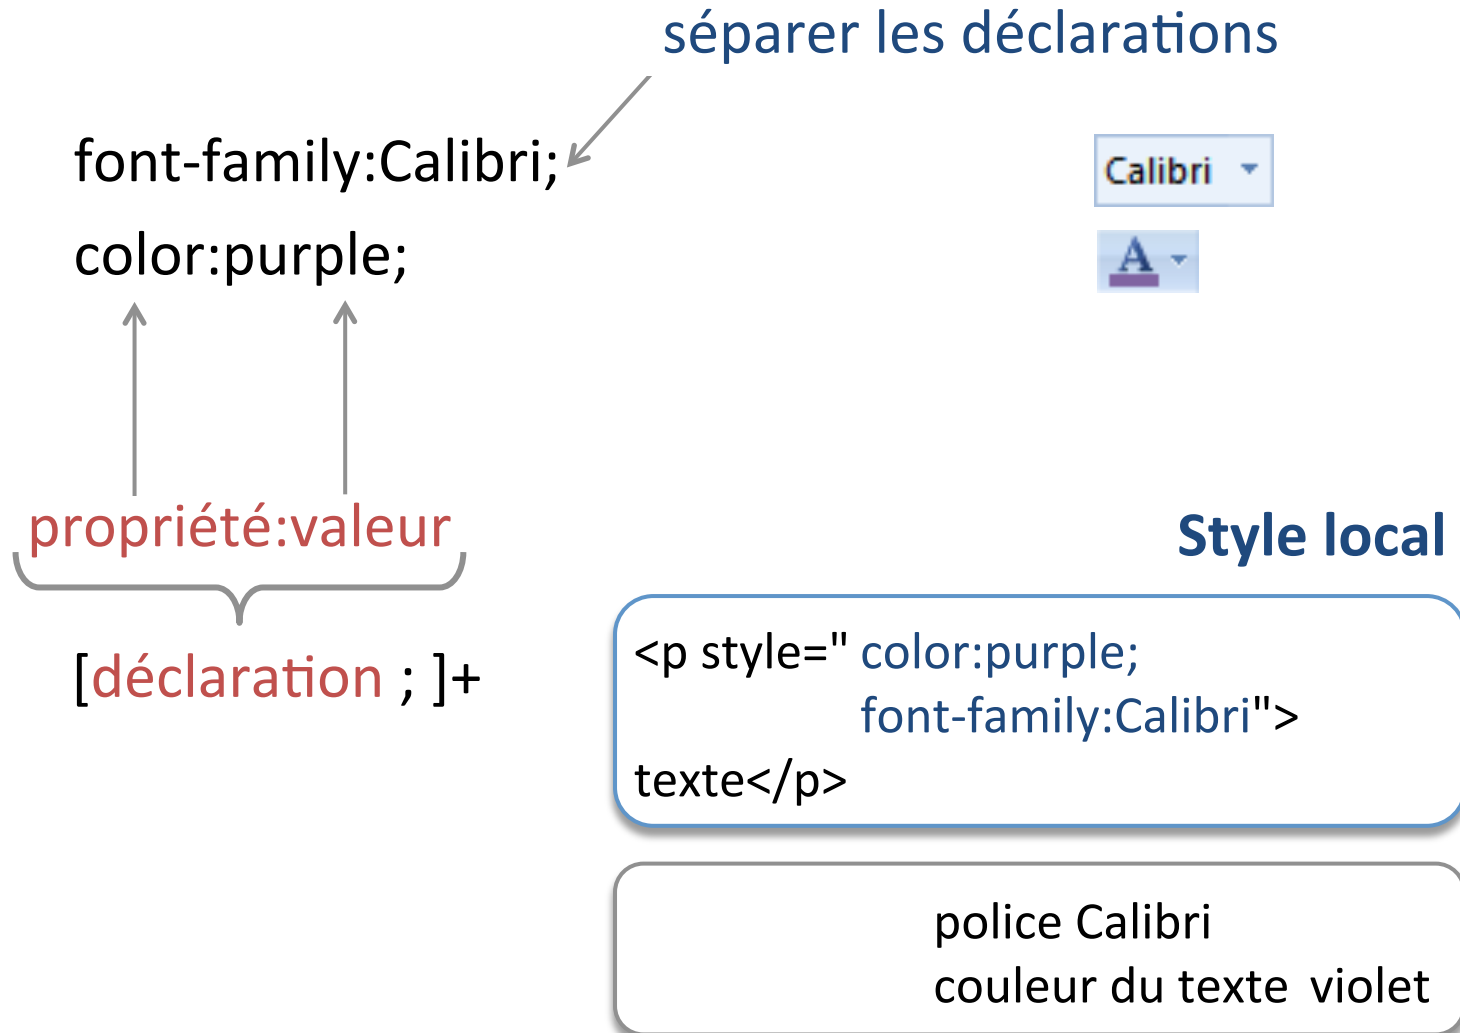 séparer les déclarations
font-family:Calibri;
Calibri
color:purple;
A
propriété:valeur
Style local
[déclaration ; ]+
<p style=" color:purple;
font-family:Calibri">
texte</p>
police Calibri
couleur du texte violet